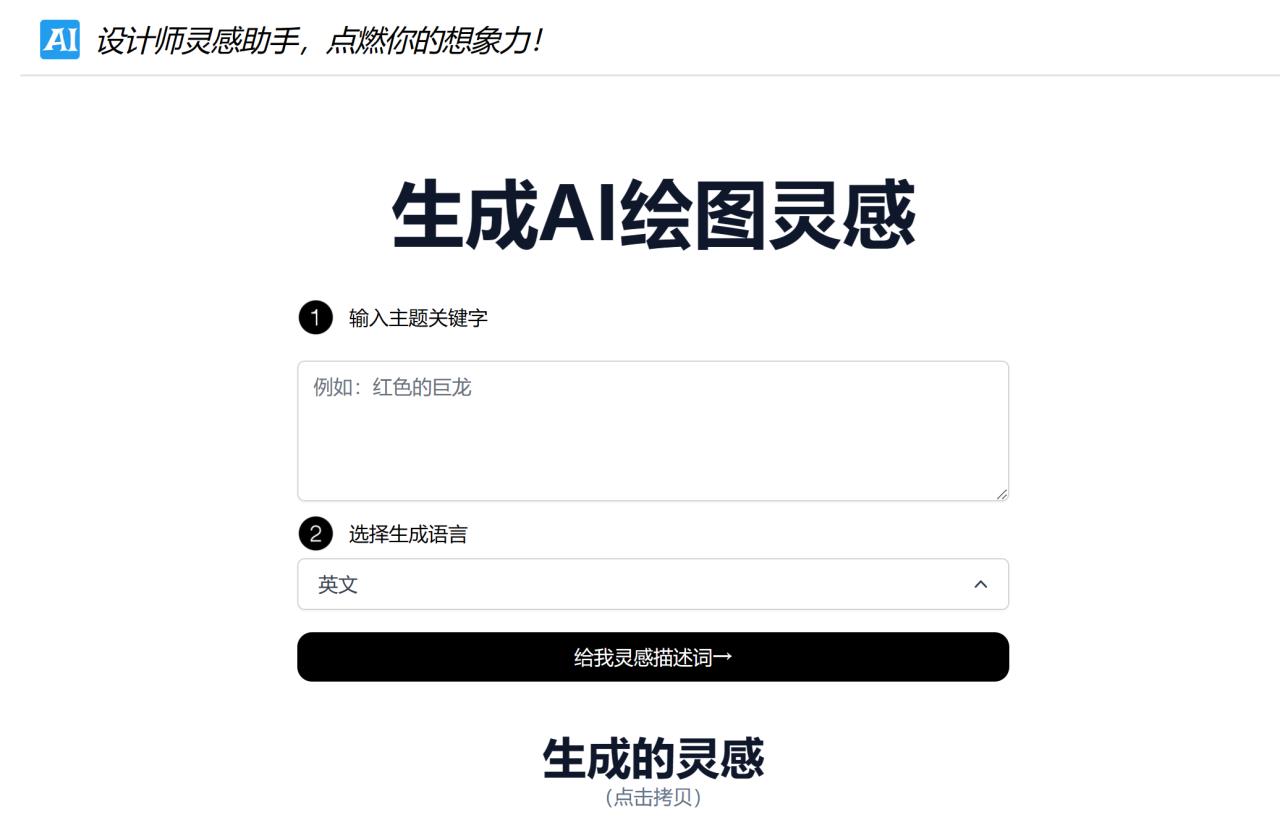 AI 设计师灵感助手，点燃你的想象力！
生成AI绘图灵感
1 输入主题关键字
例如：红色的巨龙
2 选择生成语言
英文
给我灵感描述词→
生成的灵感
（点击拷贝）